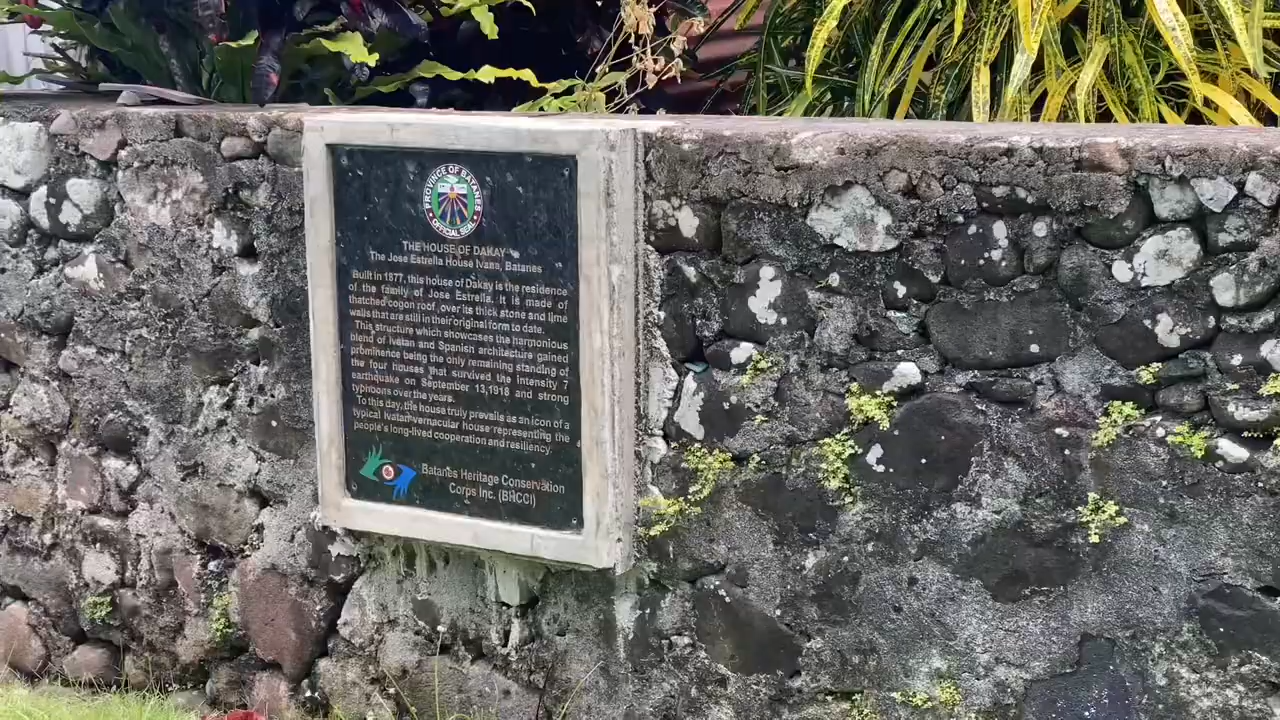 PROVINCE OF BATANES
OFFICIAL SEAL
THE HOUSE OF DAKAY
The Jose Estrella House Ivana, Batanes
Built in 1877, this house of Dakay is the residence
of the family of Jose Estrella. It is made of
thatched cogon roof over its thick stone and lime
walls that are still in their original form to date.
This structure which showcases the harmonious
blend of Ivatan and Spanish architecture gained
prominence being the only remaining standing of
the four houses that survived the Intensity 7
earthquake on September 13,1918 and strong
typhoons over the years.
To this day, the house truly prevails as an icon of a
typical Ivatan vernacular house representing the
people's long-lived cooperation and resiliency.
Batanes Heritage Conservation
Corps Inc. (BHCCI)